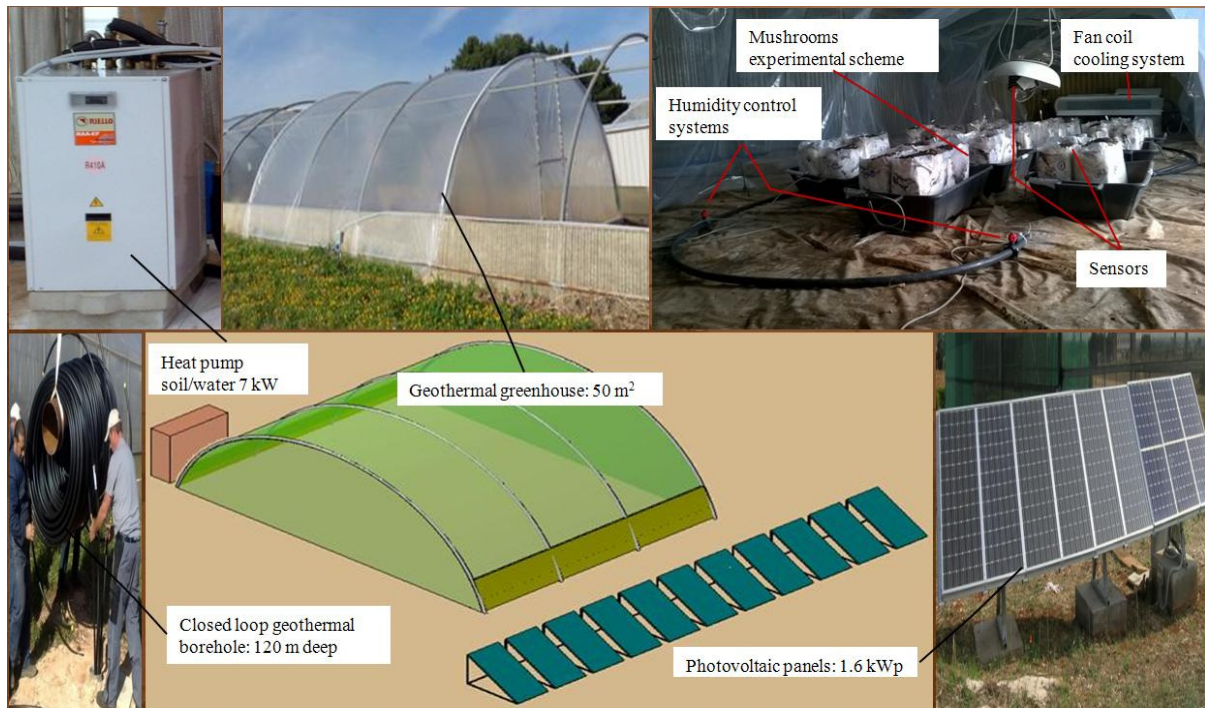 RIELLO
R410A
Mushrooms
experimental scheme
Fan coil
cooling system
Humidity control
systems
Sensors
Heat pump
soil/water 7 kW
Geothermal greenhouse: 50 m²
Closed loop geothermal
borehole: 120 m deep
Photovoltaic panels: 1.6 kWp